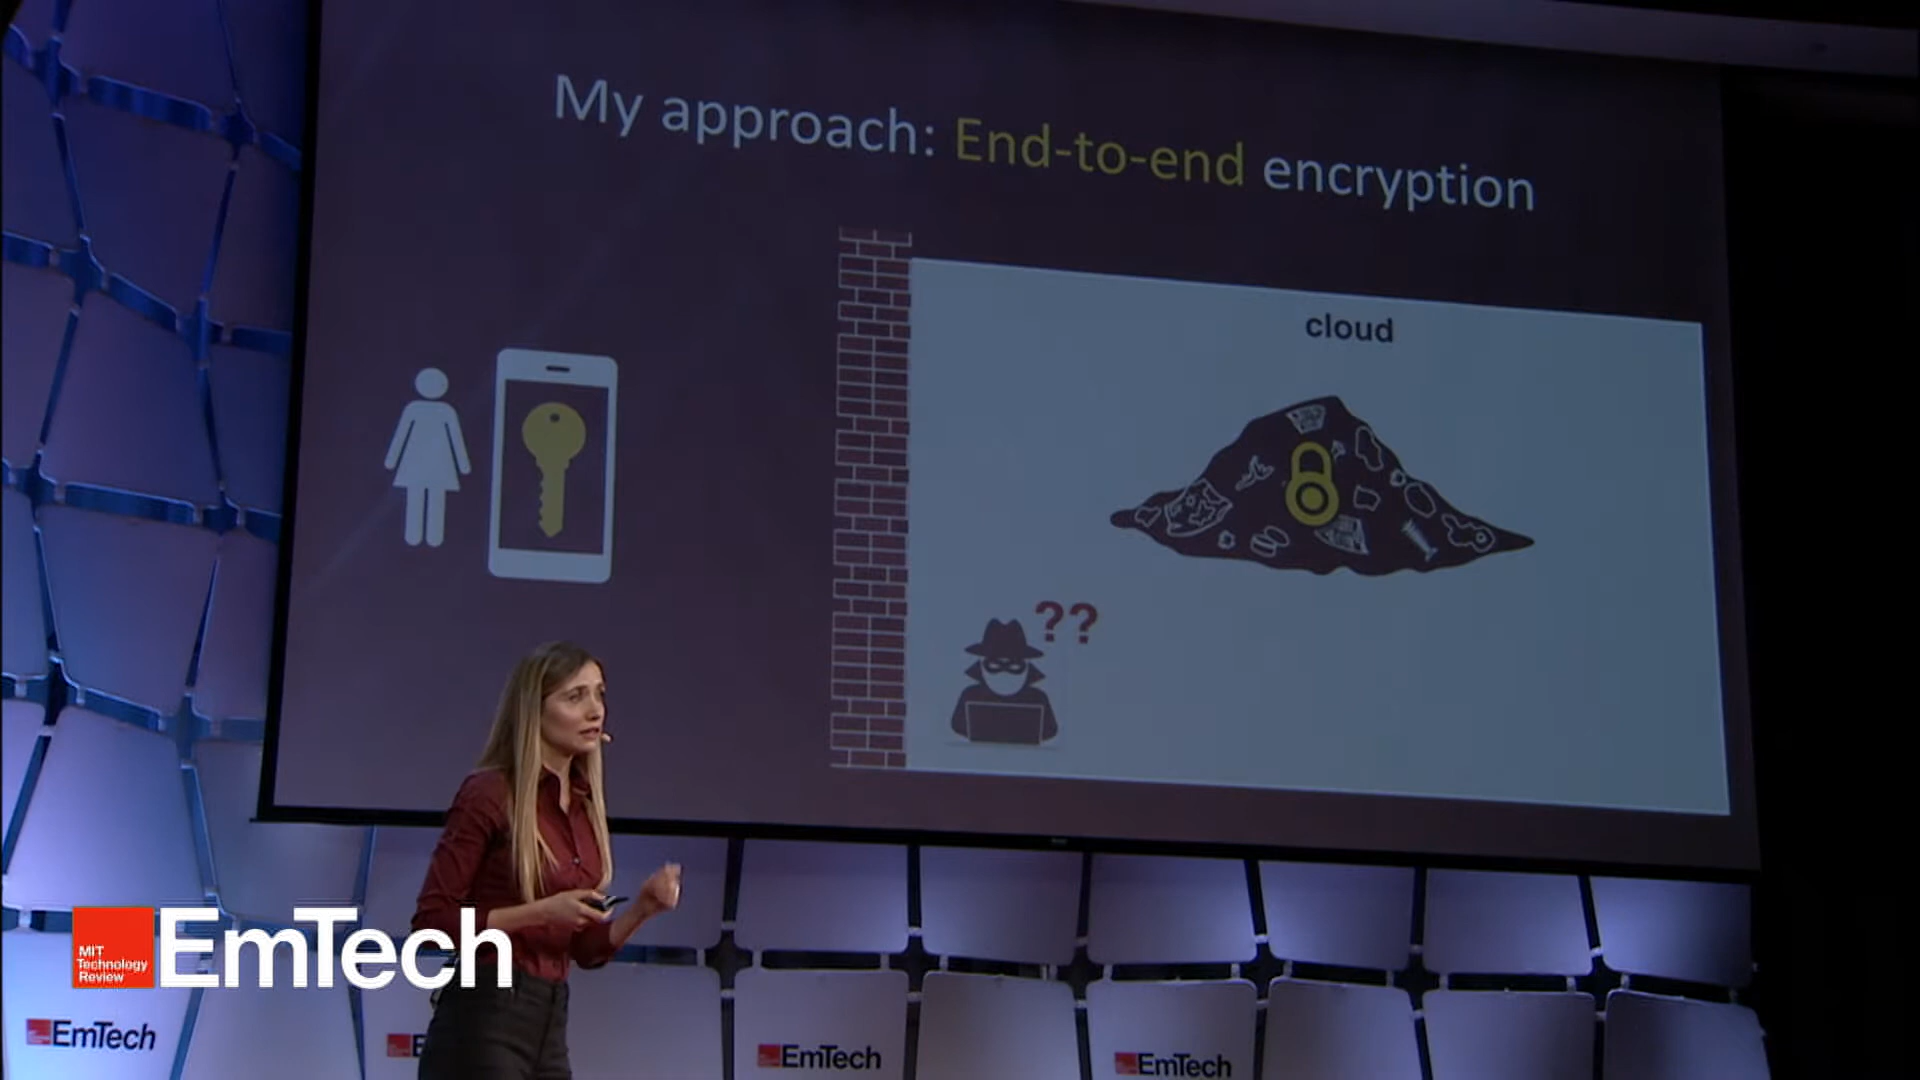 My approach: End-to-end encryption
cloud
??
MIT
Technology
Review
EmTech
EmTech
E
EmTech
EmTech